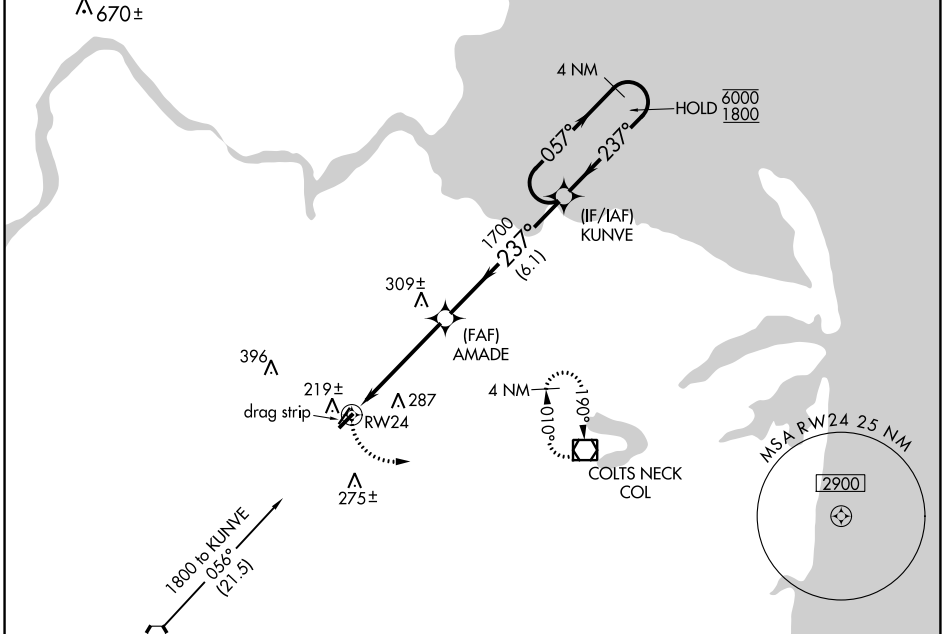 670±
4 NM
HOLD 6000
1800
057°
237°
(IF/IAF)
KUNVE
1700
237°
(6.1)
309±
(FAF)
AMADE
396
219±
287
drag strip
RW24
4 NM
190°
010°
COLTS NECK
COL
275±
MSA RW24 25 NM
2900
1800 to KUNVE
056°
(21.5)